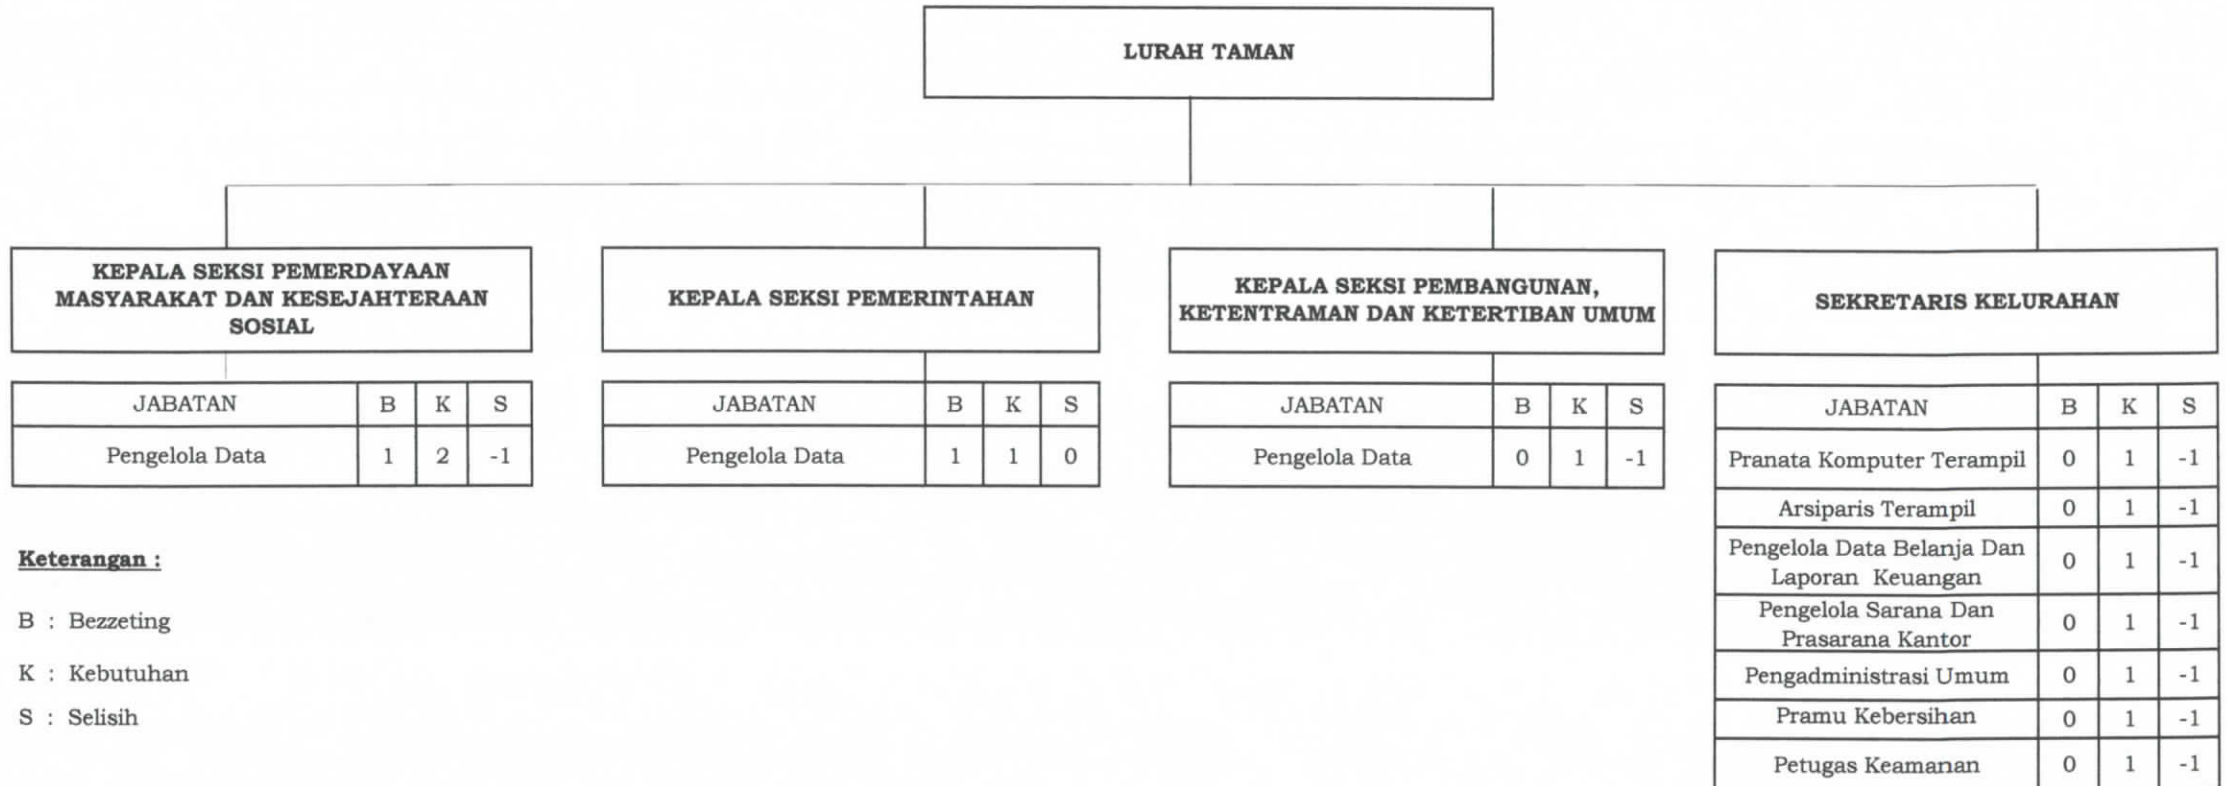 LURAH TAMAN
KEPALA SEKSI PEMERDAYAAN
MASYARAKAT DAN KESEJAHTERAAN
SOSIAL
JABATAN B K S
Pengelola Data 1 2 -1
KEPALA SEKSI PEMERINTAHAN
JABATAN B K S
Pengelola Data 1 1 0
KEPALA SEKSI PEMBANGUNAN,
KETENTRAMAN DAN KETERTIBAN UMUM
JABATAN B K S
Pengelola Data 0 1 -1
SEKRETARIS KELURAHAN
JABATAN B K S
Pranata Komputer Terampil 0 1 -1
Arsiparis Terampil 0 1 -1
Pengelola Data Belanja Dan
Laporan Keuangan 0 1 -1
Pengelola Sarana Dan
Prasarana Kantor 0 1 -1
Pengadministrasi Umum 0 1 -1
Pramu Kebersihan 0 1 -1
Petugas Keamanan 0 1 -1
Keterangan :
B : Bezzeting
K : Kebutuhan
S : Selisih